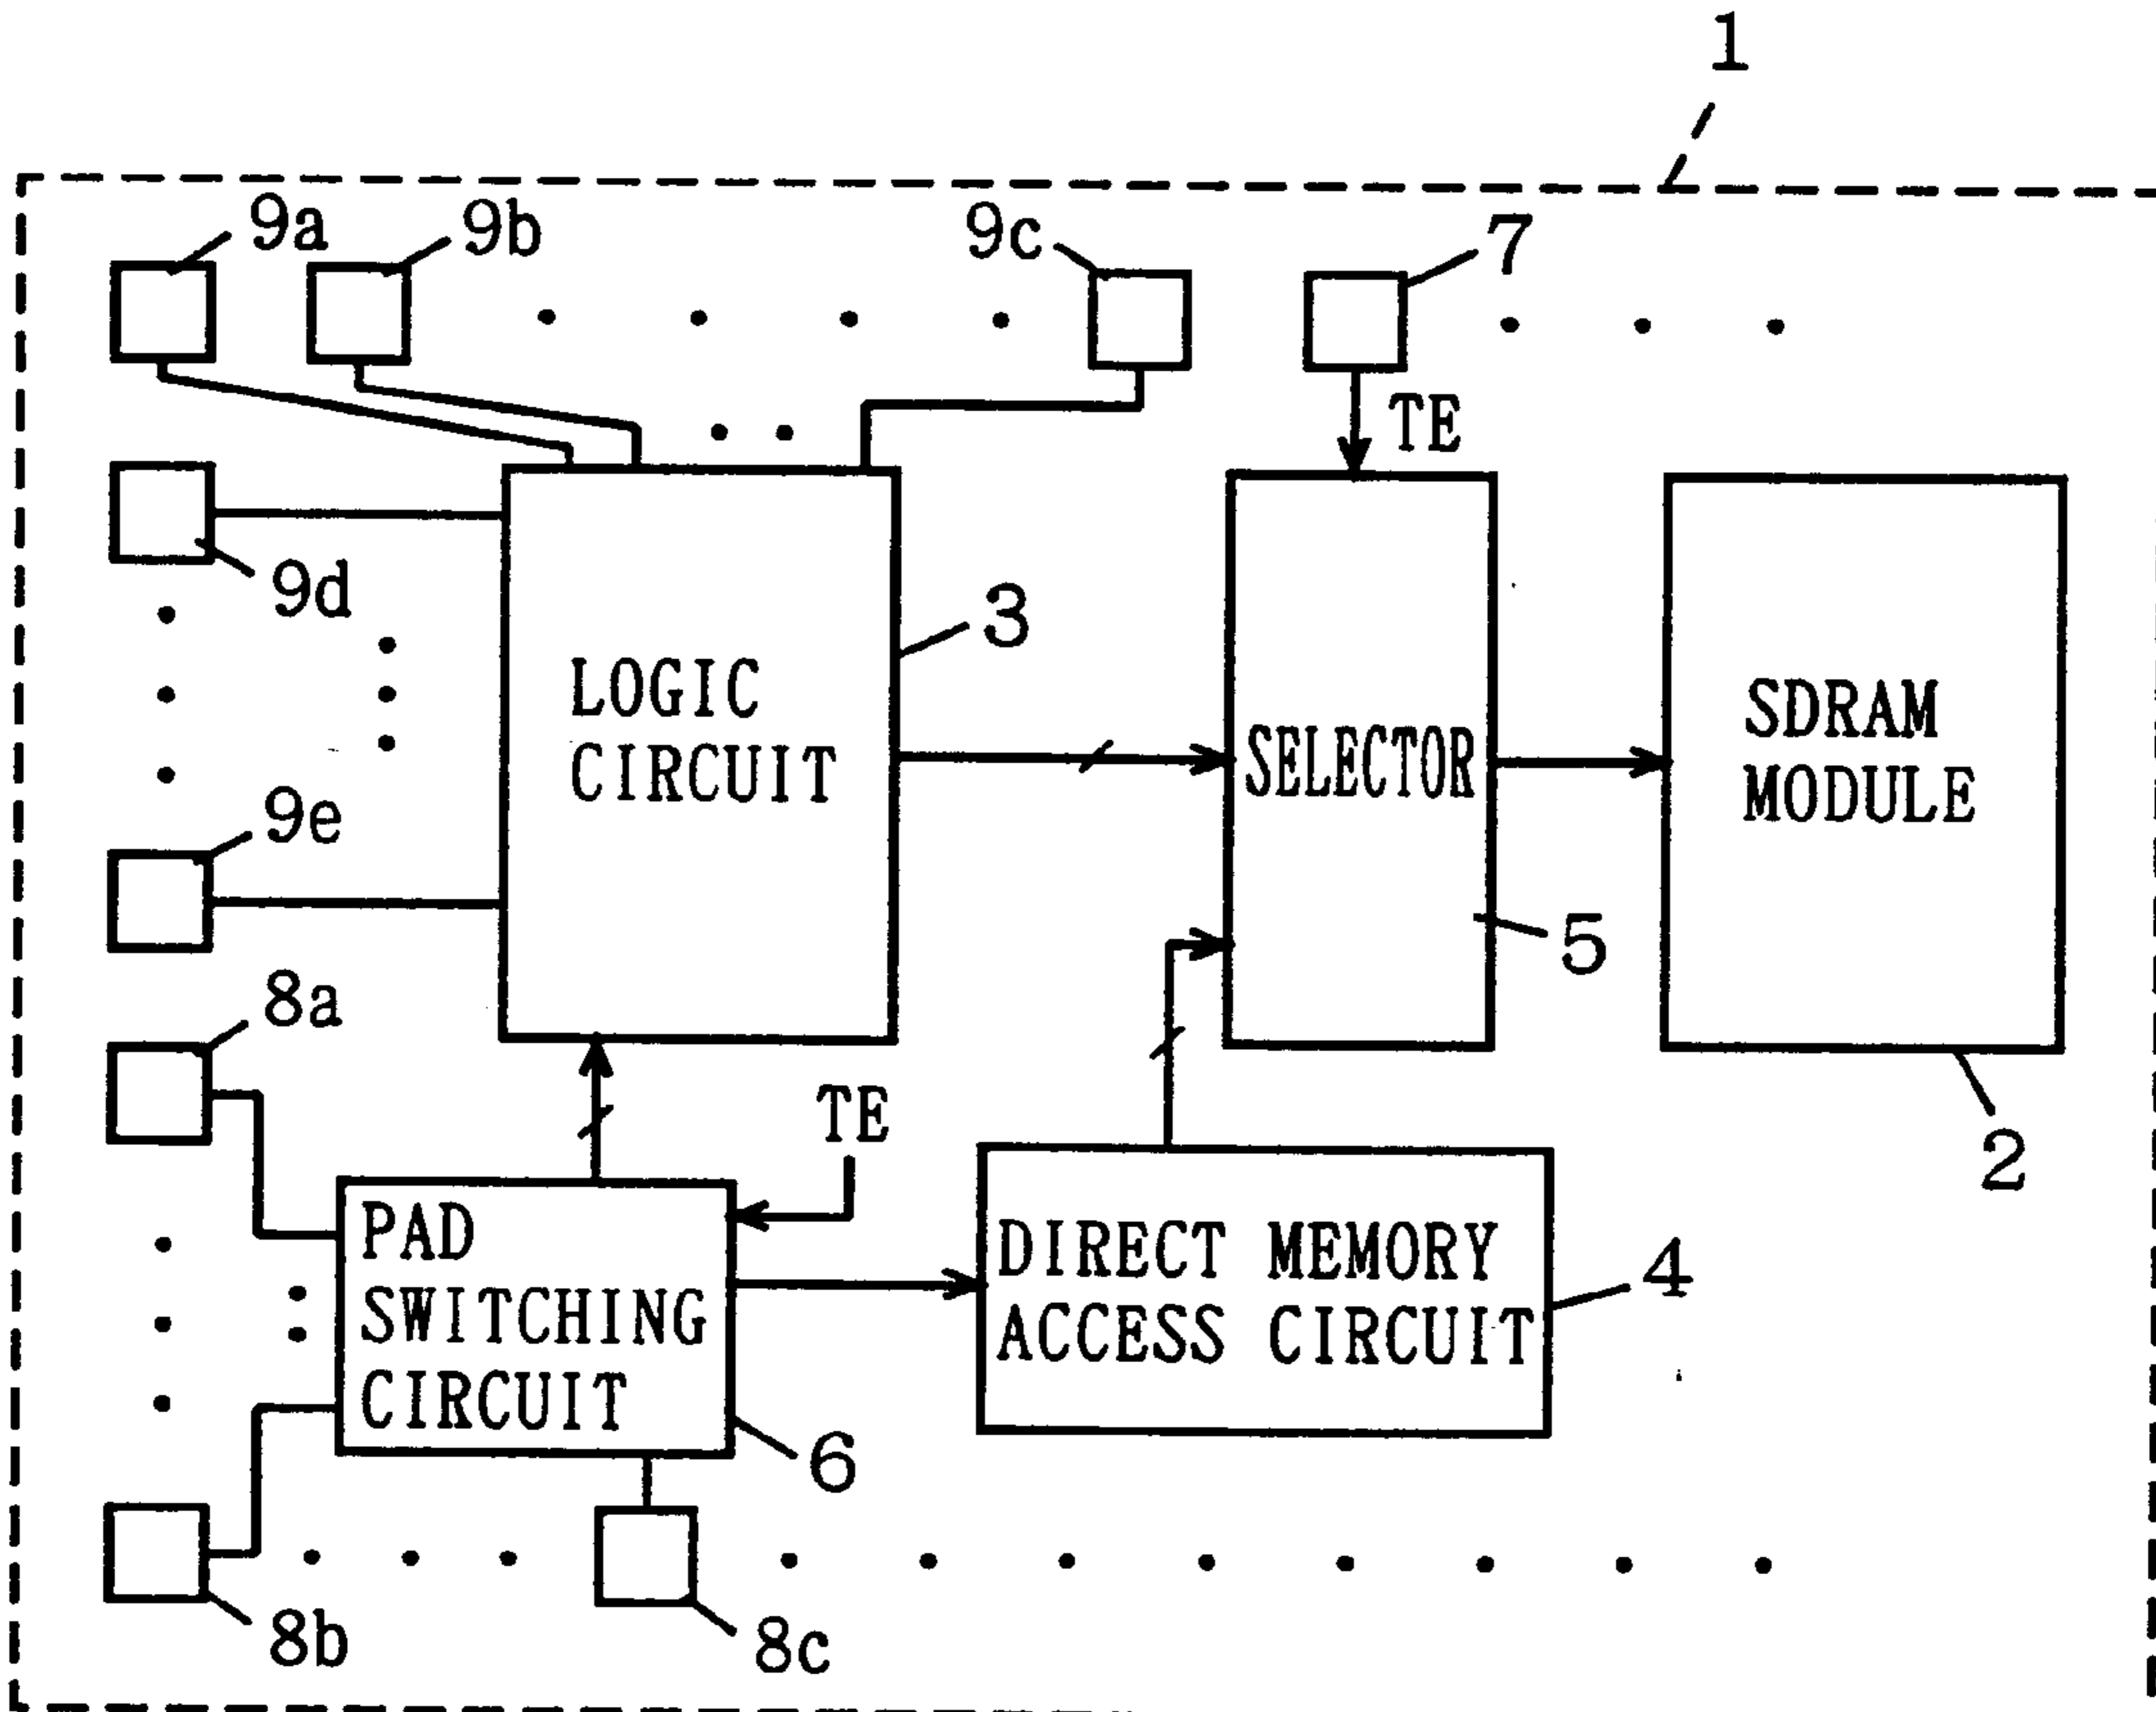 1
9a
9b
9c
7
TE
9d
3
LOGIC
CIRCUIT
SELECTOR
SDRAM
MODULE
9e
5
8a
TE
2
PAD
SWITCHING
CIRCUIT
DIRECT MEMORY
ACCESS CIRCUIT
4
6
8b
8c